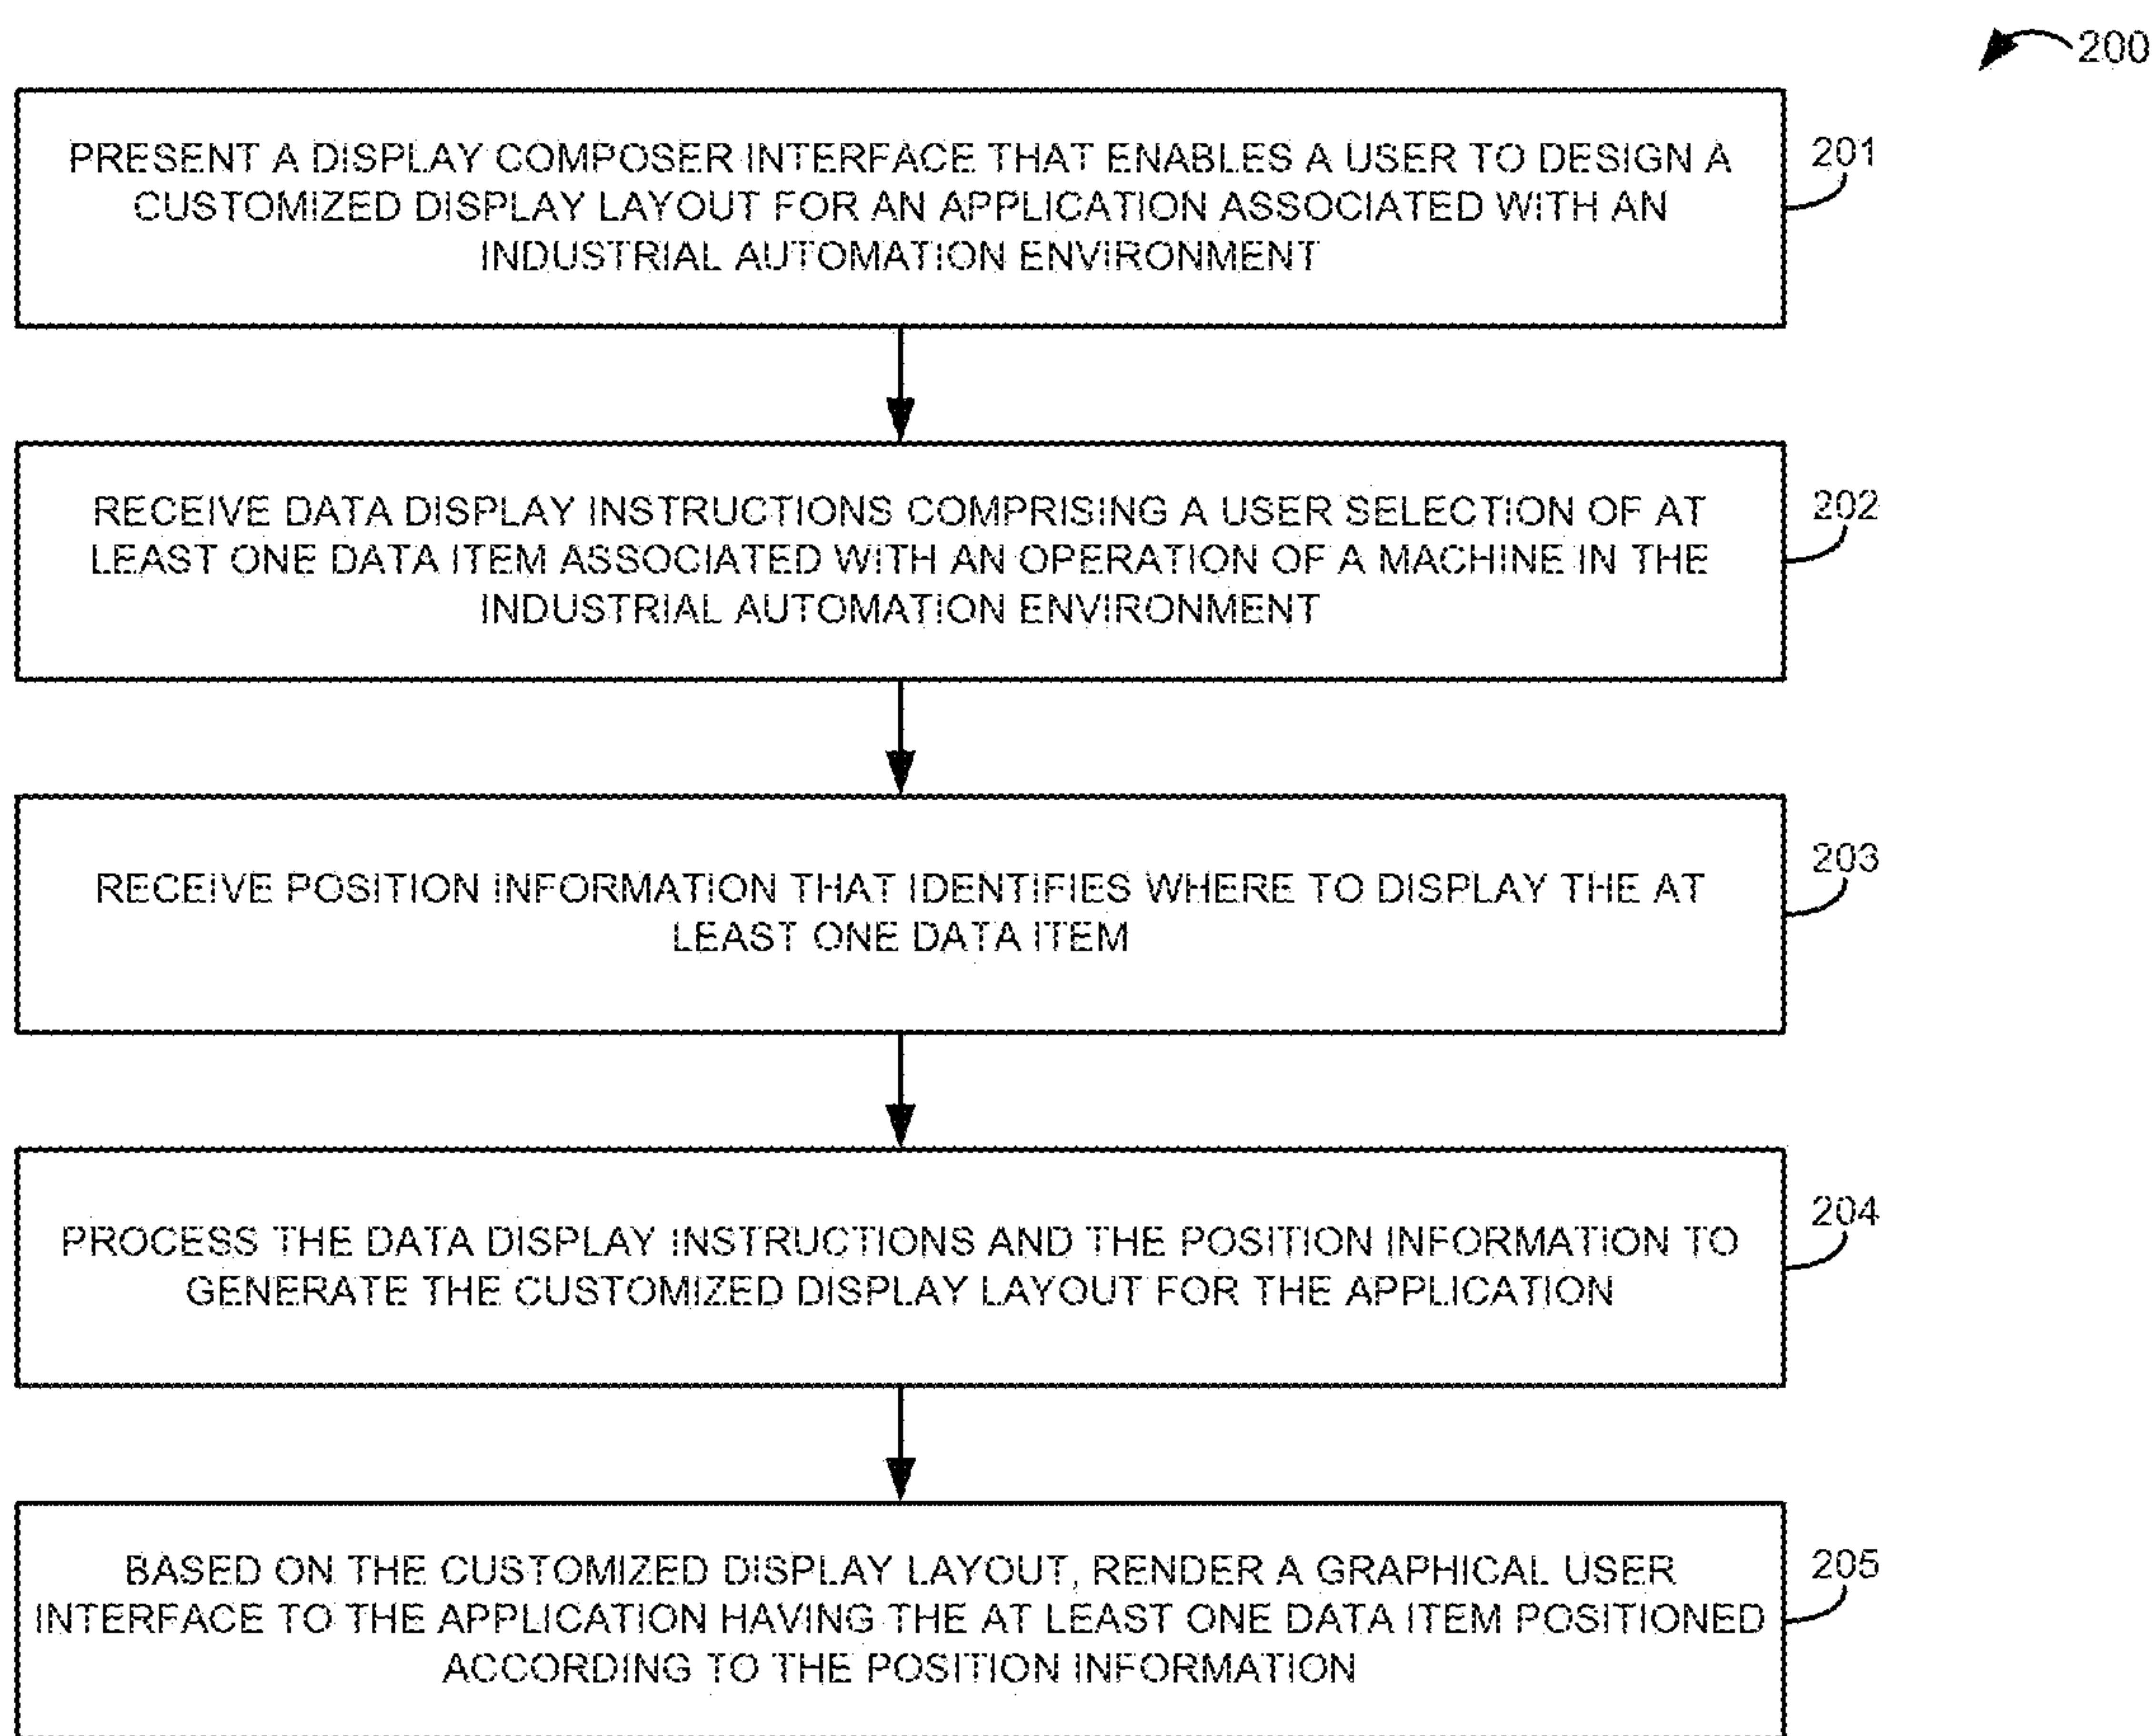 200
PRESENT A DISPLAY COMPOSER INTERFACE THAT ENABLES A USER TO DESIGN A
CUSTOMIZED DISPLAY LAYOUT FOR AN APPLICATION ASSOCIATED WITH AN
INDUSTRIAL AUTOMATION ENVIRONMENT
201
RECEIVE DATA DISPLAY INSTRUCTIONS COMPRISING A USER SELECTION OF AT
LEAST ONE DATA ITEM ASSOCIATED WITH AN OPERATION OF A MACHINE IN THE
INDUSTRIAL AUTOMATION ENVIRONMENT
202
RECEIVE POSITION INFORMATION THAT IDENTIFIES WHERE TO DISPLAY THE AT
LEAST ONE DATA ITEM
203
PROCESS THE DATA DISPLAY INSTRUCTIONS AND THE POSITION INFORMATION TO
GENERATE THE CUSTOMIZED DISPLAY LAYOUT FOR THE APPLICATION
204
BASED ON THE CUSTOMIZED DISPLAY LAYOUT, RENDER A GRAPHICAL USER
INTERFACE TO THE APPLICATION HAVING THE AT LEAST ONE DATA ITEM POSITIONED
ACCORDING TO THE POSITION INFORMATION
205